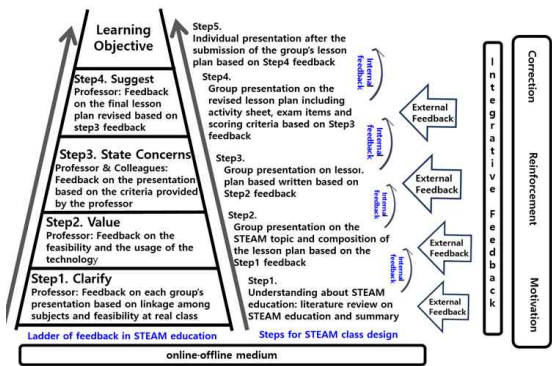 Learning
Objective
Step4. Suggest
Professor: Feedback
on the final lesson
plan revised based on
step3 feedback
Step3. State Concerns
Professor & Colleagues:
Feedback on the presentation
based on the criteria provided
by the professor
Step2. Value
Professor: Feedback on the
feasibility and the usage of the
technology
Step1. Clarify
Professor: Feedback on each group's
presentation based on linkage among
subjects and feasibility at real class
Ladder of feedback in STEAM education
Step5.
Individual presentation after the
submission of the group's lesson
plan based on Step4 feedback
Step4.
Group presentation on the
revised lesson plan including
activity sheet, exam items and
scoring criteria based on Step3
feedback
Step3.
Group presentation on lesson
plan based written based on
Step2 feedback
Step2.
Group presentation on the
STEAM topic and composition of
the lesson plan based on the
Step1 feedback
Step1.
Understanding about STEAM
education: literature review on
STEAM education and summary
Steps for STEAM class design
Internal
feedback
Internal
feedback
Internal
feedback
Internal
feedback
External
Feedback
External
Feedback
External
Feedback
External
Feedback
Integrative Feedback
Correction
Reinforcement
Motivation
online-offline medium